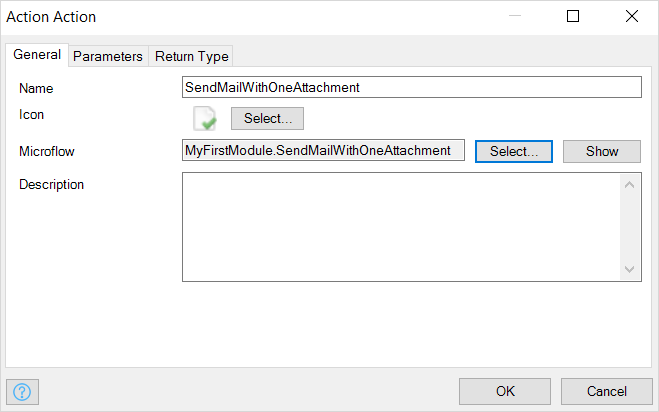 Action Action
General Parameters Return Type
Name SendMailWithOneAttachment
Icon Select...
Microflow MyFirstModule.SendMailWithOneAttachment Select... Show
Description
? OK Cancel